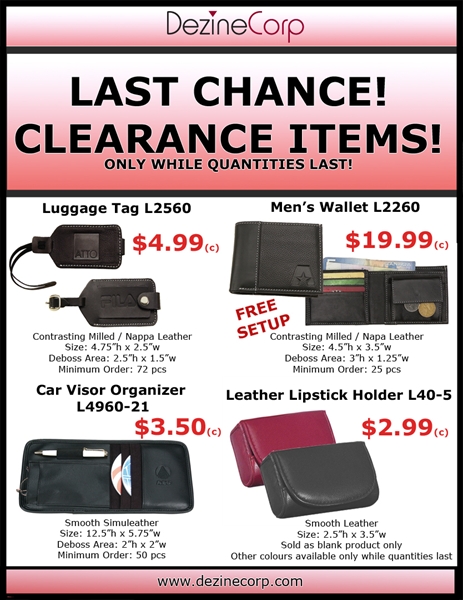 DezineCorp
LAST CHANCE!
CLEARANCE ITEMS!
ONLY WHILE QUANTITIES LAST!
Luggage Tag L2560
$4.99(c)
ATTO
Contrasting Milled / Nappa Leather
Size: 4.75"h x 2.5"w
Deboss Area: 2.5"h x 1.5"w
Minimum Order: 72 pcs
Men's Wallet L2260
$19.99(c)
FREE
SETUP
Contrasting Milled / Napa Leather
Size: 4.5"h x 3.5"w
Deboss Area: 3"h x 1.25"w
Minimum Order: 25 pcs
Car Visor Organizer
L4960-21
$3.50(c)
Smooth Simuleather
Size: 12.5"h x 5.75"w
Deboss Area: 2"h x 2"w
Minimum Order: 50 pcs
Leather Lipstick Holder L40-5
$2.99(c)
Smooth Leather
Size: 2.5"h x 3.5"w
Sold as blank product only
Other colours available only while quantities last
www.dezinecorp.com